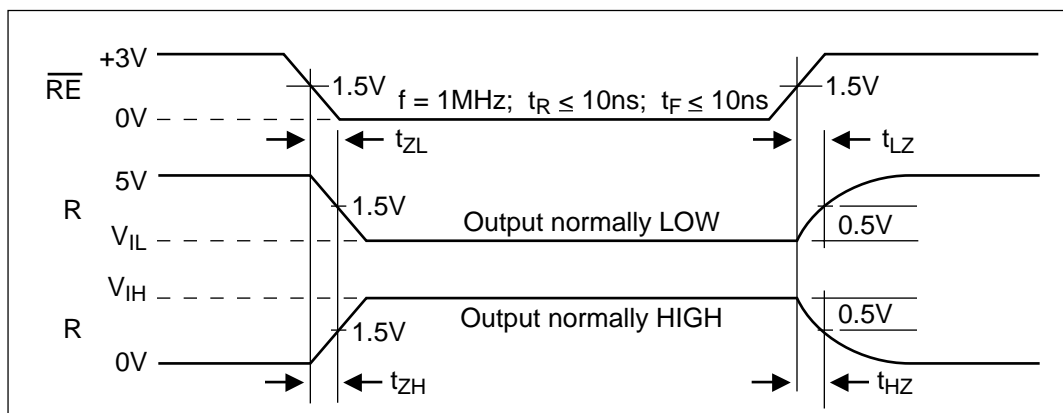 +3V
RE
1.5V
f = 1MHz; tR ≤ 10ns; tF ≤ 10ns
1.5V
0V
tZL
tLZ
5V
R
1.5V
Output normally LOW
0.5V
VIL
VIH
R
1.5V
Output normally HIGH
0.5V
0V
tZH
tHZ